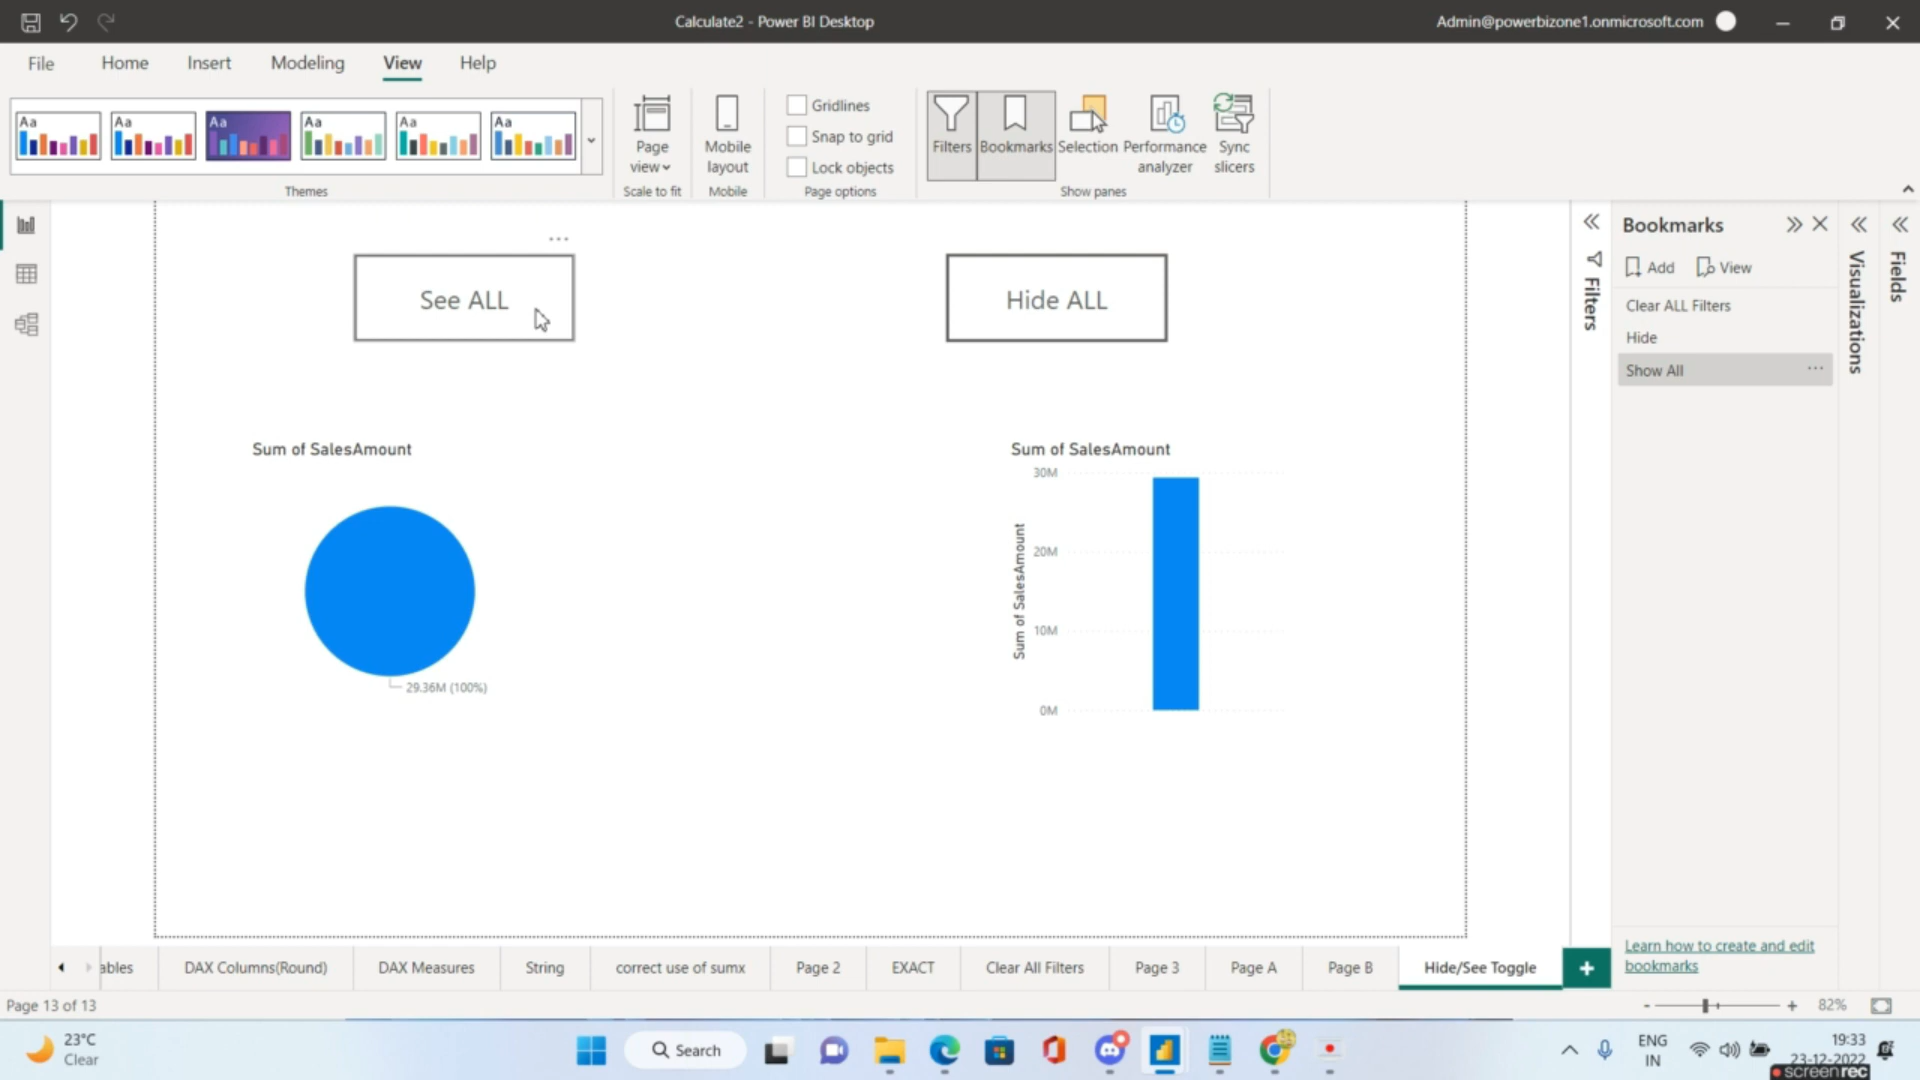 Calculate2 - Power BI Desktop
Admin@powerbizone1.onmicrosoft.com
File Home Insert Modeling View Help
Aa Aa Aa Aa Aa Aa
Themes
Page view
Scale to fit
Mobile layout
Mobile
Gridlines
Snap to grid
Lock objects
Page options
Filters
Bookmarks
Selection
Performance analyzer
Sync slicers
Show panes
See ALL
Hide ALL
Sum of SalesAmount
29.36M (100%)
Sum of SalesAmount
Sum of SalesAmount
30M
20M
10M
0M
Filters
Bookmarks
Add View
Clear ALL Filters
Hide
Show All
Learn how to create and edit
bookmarks
Visualizations
Fields
ables DAX Columns(Round) DAX Measures String correct use of sumx Page 2 EXACT Clear All Filters Page 3 Page A Page B Hide/See Toggle
Page 13 of 13
- + 82%
23°C
Clear
Search
ENG
IN
19:33
23-12-2022
screenrec